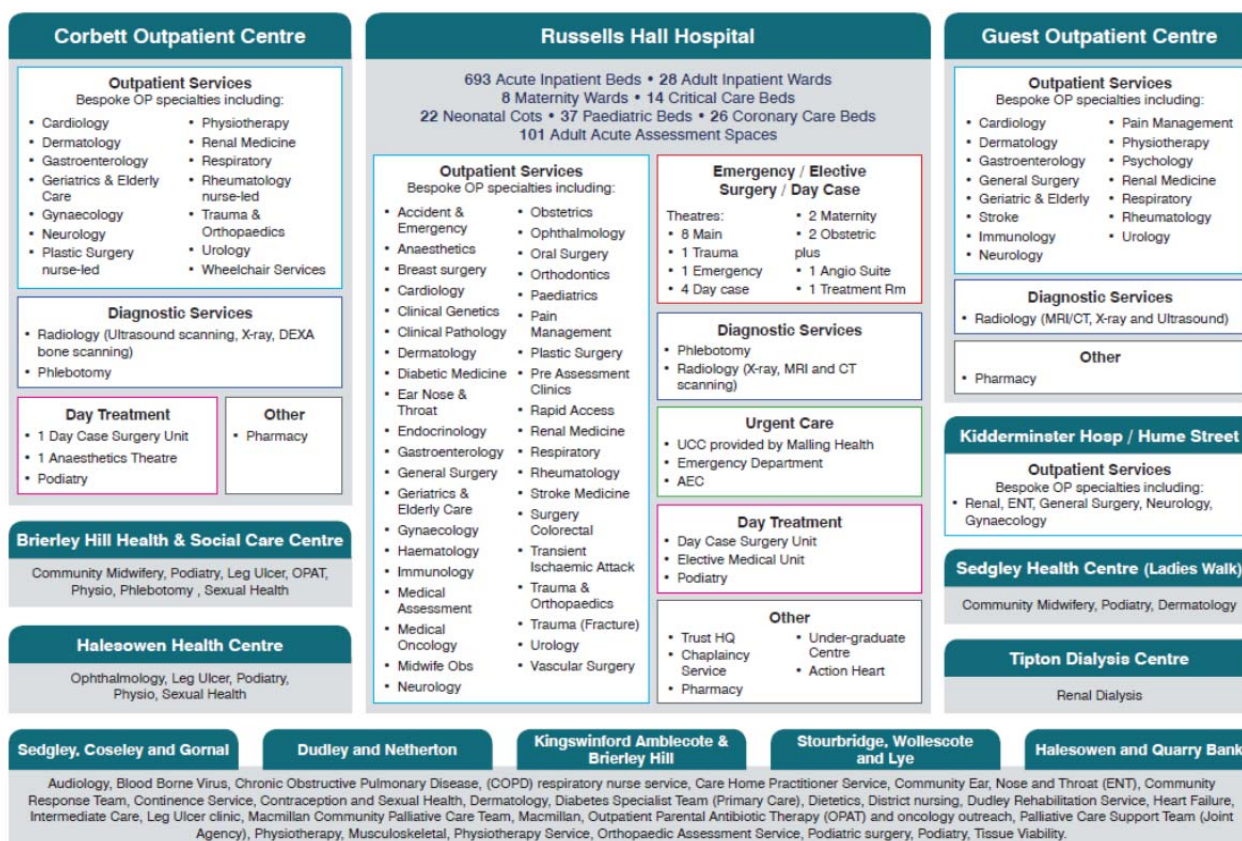 Corbett Outpatient Centre
Outpatient Services
Bespoke OP specialties including:
• Cardiology
• Dermatology
• Gastroenterology
• Geriatrics & Elderly
Care
• Gynaecology
• Neurology
• Plastic Surgery
nurse-led
• Physiotherapy
• Renal Medicine
• Respiratory
• Rheumatology
nurse-led
• Trauma &
Orthopaedics
• Urology
• Wheelchair Services
Diagnostic Services
• Radiology (Ultrasound scanning, X-ray, DEXA
bone scanning)
• Phlebotomy
Day Treatment
• 1 Day Case Surgery Unit
• 1 Anaesthetics Theatre
• Podiatry
Other
• Pharmacy
Brierley Hill Health & Social Care Centre
Community Midwifery, Podiatry, Leg Ulcer, OPAT,
Physio, Phlebotomy , Sexual Health
Halesowen Health Centre
Ophthalmology, Leg Ulcer, Podiatry,
Physio, Sexual Health
Russells Hall Hospital
693 Acute Inpatient Beds • 28 Adult Inpatient Wards
8 Maternity Wards • 14 Critical Care Beds
22 Neonatal Cots • 37 Paediatric Beds • 26 Coronary Care Beds
101 Adult Acute Assessment Spaces
Outpatient Services
Bespoke OP specialties including:
• Accident &
Emergency
• Anaesthetics
• Breast surgery
• Cardiology
• Clinical Genetics
• Clinical Pathology
• Dermatology
• Diabetic Medicine
• Ear Nose &
Throat
• Endocrinology
• Gastroenterology
• General Surgery
• Geriatrics &
Elderly Care
• Gynaecology
• Haematology
• Immunology
• Medical
Assessment
• Medical
Oncology
• Midwife Obs
• Neurology
• Obstetrics
• Ophthalmology
• Oral Surgery
• Orthodontics
• Paediatrics
• Pain
Management
• Plastic Surgery
• Pre Assessment
Clinics
• Rapid Access
• Renal Medicine
• Respiratory
• Rheumatology
• Stroke Medicine
• Surgery
Colorectal
• Transient
Ischaemic Attack
• Trauma &
Orthopaedics
• Trauma (Fracture)
• Urology
• Vascular Surgery
Emergency / Elective
Surgery / Day Case
Theatres:
• 8 Main
• 1 Trauma
• 1 Emergency
• 4 Day case
• 2 Maternity
• 2 Obstetric
plus
• 1 Angio Suite
• 1 Treatment Rm
Diagnostic Services
• Phlebotomy
• Radiology (X-ray, MRI and CT
scanning)
Urgent Care
• UCC provided by Malling Health
• Emergency Department
• AEC
Day Treatment
• Day Case Surgery Unit
• Elective Medical Unit
• Podiatry
Other
• Trust HQ
• Chaplaincy
Service
• Pharmacy
• Under-graduate
Centre
• Action Heart
Guest Outpatient Centre
Outpatient Services
Bespoke OP specialties including:
• Cardiology
• Dermatology
• Gastroenterology
• General Surgery
• Geriatric & Elderly
• Stroke
• Immunology
• Neurology
• Pain Management
• Physiotherapy
• Psychology
• Renal Medicine
• Respiratory
• Rheumatology
• Urology
Diagnostic Services
• Radiology (MRI/CT, X-ray and Ultrasound)
Other
• Pharmacy
Kidderminster Hosp / Hume Street
Outpatient Services
Bespoke OP specialties including:
• Renal, ENT, General Surgery, Neurology,
Gynaecology
Sedgley Health Centre (Ladies Walk)
Community Midwifery, Podiatry, Dermatology
Tipton Dialysis Centre
Renal Dialysis
Sedgley, Coseley and Gornal
Dudley and Netherton
Kingswinford Amblecote &
Brierley Hill
Stourbridge, Wollescote
and Lye
Halesowen and Quarry Bank
Audiology, Blood Borne Virus, Chronic Obstructive Pulmonary Disease, (COPD) respiratory nurse service, Care Home Practitioner Service, Community Ear, Nose and Throat (ENT), Community
Response Team, Continence Service, Contraception and Sexual Health, Dermatology, Diabetes Specialist Team (Primary Care), Dietetics, District nursing, Dudley Rehabilitation Service, Heart Failure,
Intermediate Care, Leg Ulcer clinic, Macmillan Community Palliative Care Team, Macmillan, Outpatient Parental Antibiotic Therapy (OPAT) and oncology outreach, Palliative Care Support Team (Joint
Agency), Physiotherapy, Musculoskeletal, Physiotherapy Service, Orthopaedic Assessment Service, Podiatric surgery, Podiatry, Tissue Viability.